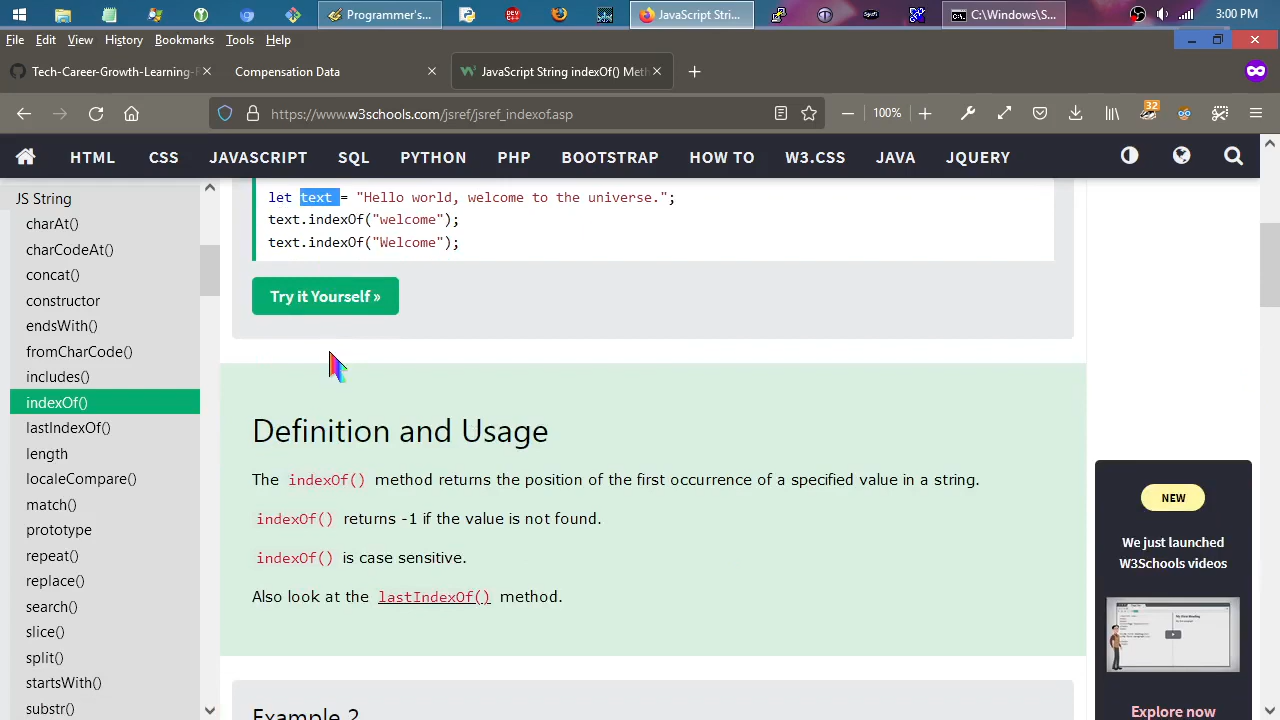 Programmer's...
JavaScript Stri...
C:\Windows\S...
3:00 PM
File Edit View History Bookmarks Tools Help
Tech-Career-Growth-Learning-
Compensation Data
JavaScript String indexOf() Met
https://www.w3schools.com/jsref/jsref_indexof.asp
100%
32
HTML CSS JAVASCRIPT SQL PYTHON PHP BOOTSTRAP HOW TO W3.CSS JAVA JQUERY
JS String
charAt()
charCodeAt()
concat()
constructor
endsWith()
fromCharCode()
includes()
indexOf()
lastIndexOf()
length
localeCompare()
match()
prototype
repeat()
replace()
search()
slice()
split()
startsWith()
substr()
let text = "Hello world, welcome to the universe.";
text.indexOf("welcome");
text.indexOf("Welcome");
Try it Yourself »
Definition and Usage
The indexOf() method returns the position of the first occurrence of a specified value in a string.
indexOf() returns -1 if the value is not found.
indexOf() is case sensitive.
Also look at the lastIndexOf() method.
Example 2
NEW
We just launched
W3Schools videos
Explore now